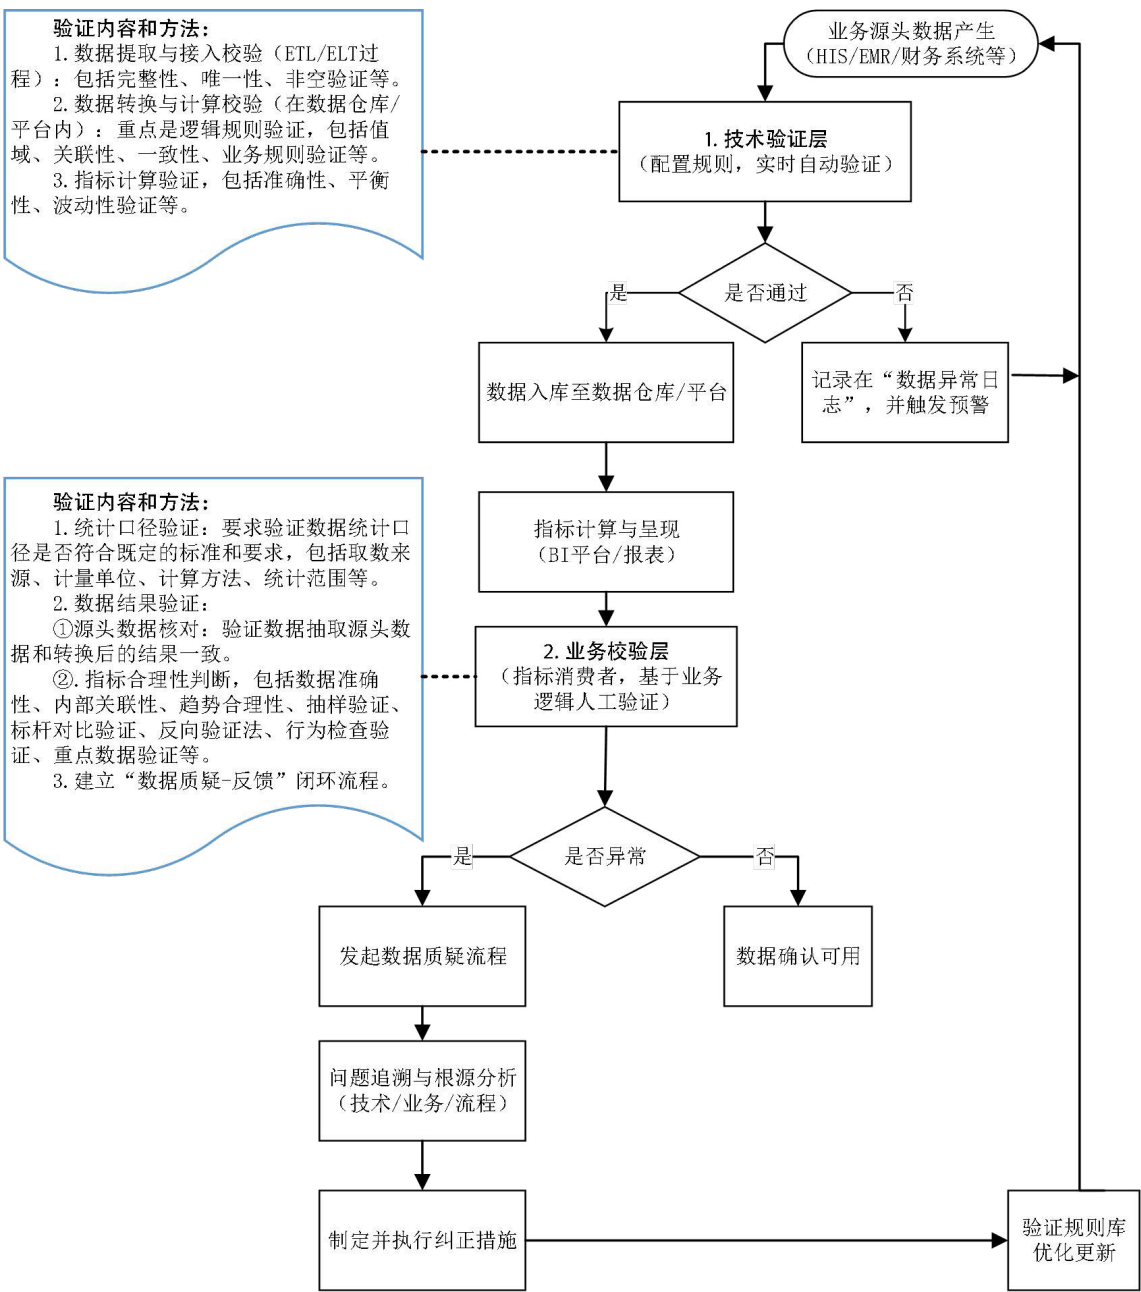 验证内容和方法：
1.数据提取与接入校验（ETL/ELT过
程）：包括完整性、唯一性、非空验证等。
2.数据转换与计算校验（在数据仓库/
平台内）：重点是逻辑规则验证，包括值
域、关联性、一致性、业务规则验证等。
3.指标计算验证，包括准确性、平衡
性、波动性验证等。
业务源头数据产生
（HIS/EMR/财务系统等）
1.技术验证层
（配置规则，实时自动验证）
是否通过
是
否
数据入库至数据仓库/平台
记录在“数据异常日
志”，并触发预警
指标计算与呈现
（BI平台/报表）
验证内容和方法：
1.统计口径验证：要求验证数据统计口
径是否符合既定的标准和要求，包括取数来
源、计量单位、计算方法、统计范围等。
2.数据结果验证：
①源头数据核对：验证数据抽取源头数
据和转换后的结果一致。
②.指标合理性判断，包括数据准确
性、内部关联性、趋势合理性、抽样验证、
标杆对比验证、反向验证法、行为检查验
证、重点数据验证等。
3.建立“数据质疑-反馈”闭环流程。
2.业务校验层
（指标消费者，基于业务
逻辑人工验证）
是否异常
是
否
发起数据质疑流程
数据确认可用
问题追溯与根源分析
（技术/业务/流程）
制定并执行纠正措施
验证规则库
优化更新